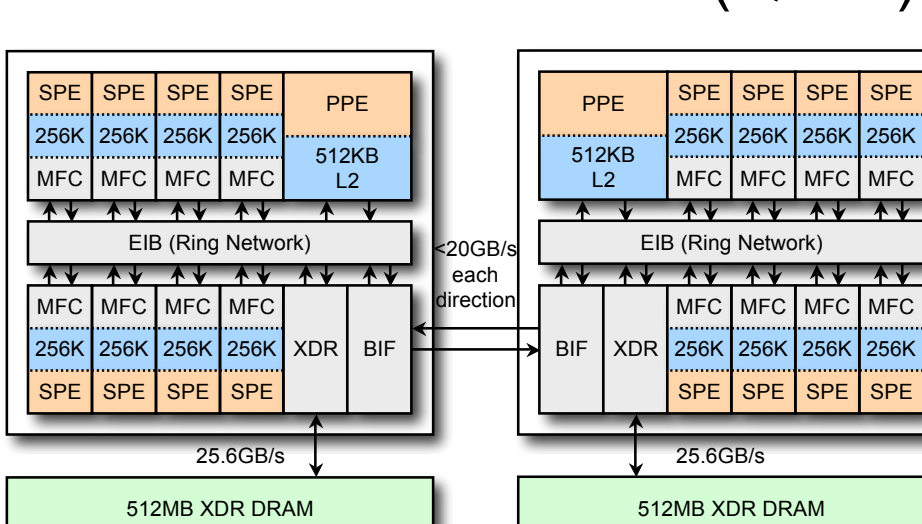 SPE SPE SPE SPE PPE
256K 256K 256K 256K 512KB
MFC MFC MFC MFC L2
EIB (Ring Network)
MFC MFC MFC MFC
256K 256K 256K 256K XDR BIF
SPE SPE SPE SPE
25.6GB/s
512MB XDR DRAM
<20GB/s
each
direction
PPE SPE SPE SPE SPE
512KB 256K 256K 256K 256K
L2 MFC MFC MFC MFC
EIB (Ring Network)
MFC MFC MFC MFC
BIF XDR 256K 256K 256K 256K
SPE SPE SPE SPE
25.6GB/s
512MB XDR DRAM